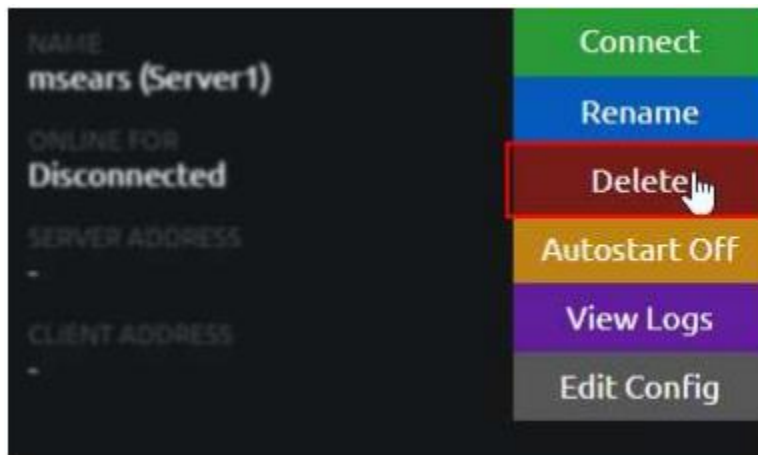 NAME
msears (Server1)
ONLINE FOR
Disconnected
SERVER ADDRESS
-
CLIENT ADDRESS
-
Connect
Rename
Delete
Autostart Off
View Logs
Edit Config